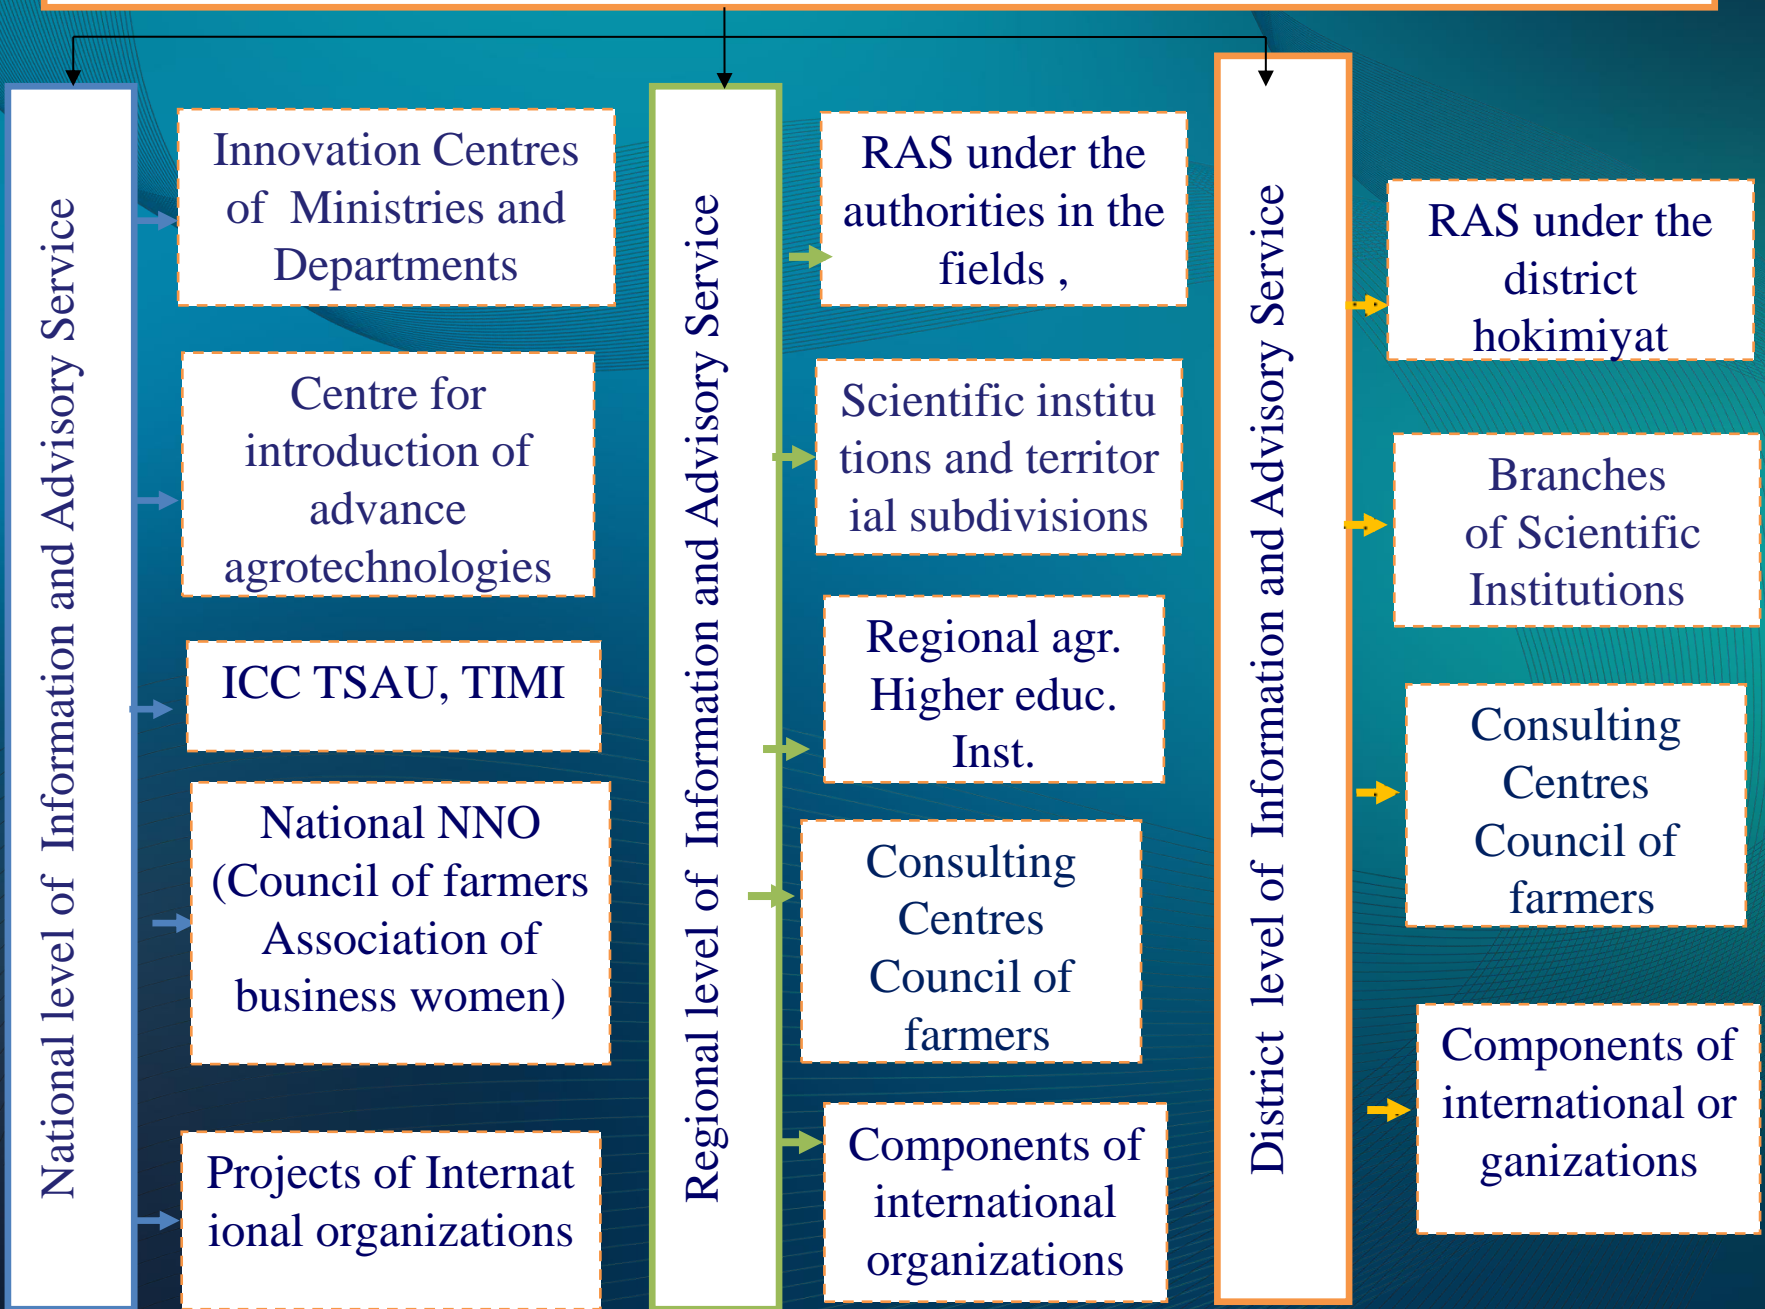 National level of Information and Advisory Service
Innovation Centres
of Ministries and
Departments
Centre for
introduction of
advance
agrotechnologies
ICC TSAU, TIMI
National NNO
(Council of farmers
Association of
business women)
Projects of Internat
ional organizations
Regional level of Information and Advisory Service
RAS under the
authorities in the
fields ,
Scientific institu
tions and territor
ial subdivisions
Regional agr.
Higher educ.
Inst.
Consulting
Centres
Council of
farmers
Components of
international
organizations
District level of Information and Advisory Service
RAS under the
district
hokimiyat
Branches
of Scientific
Institutions
Consulting
Centres
Council of
farmers
Components of
international or
ganizations